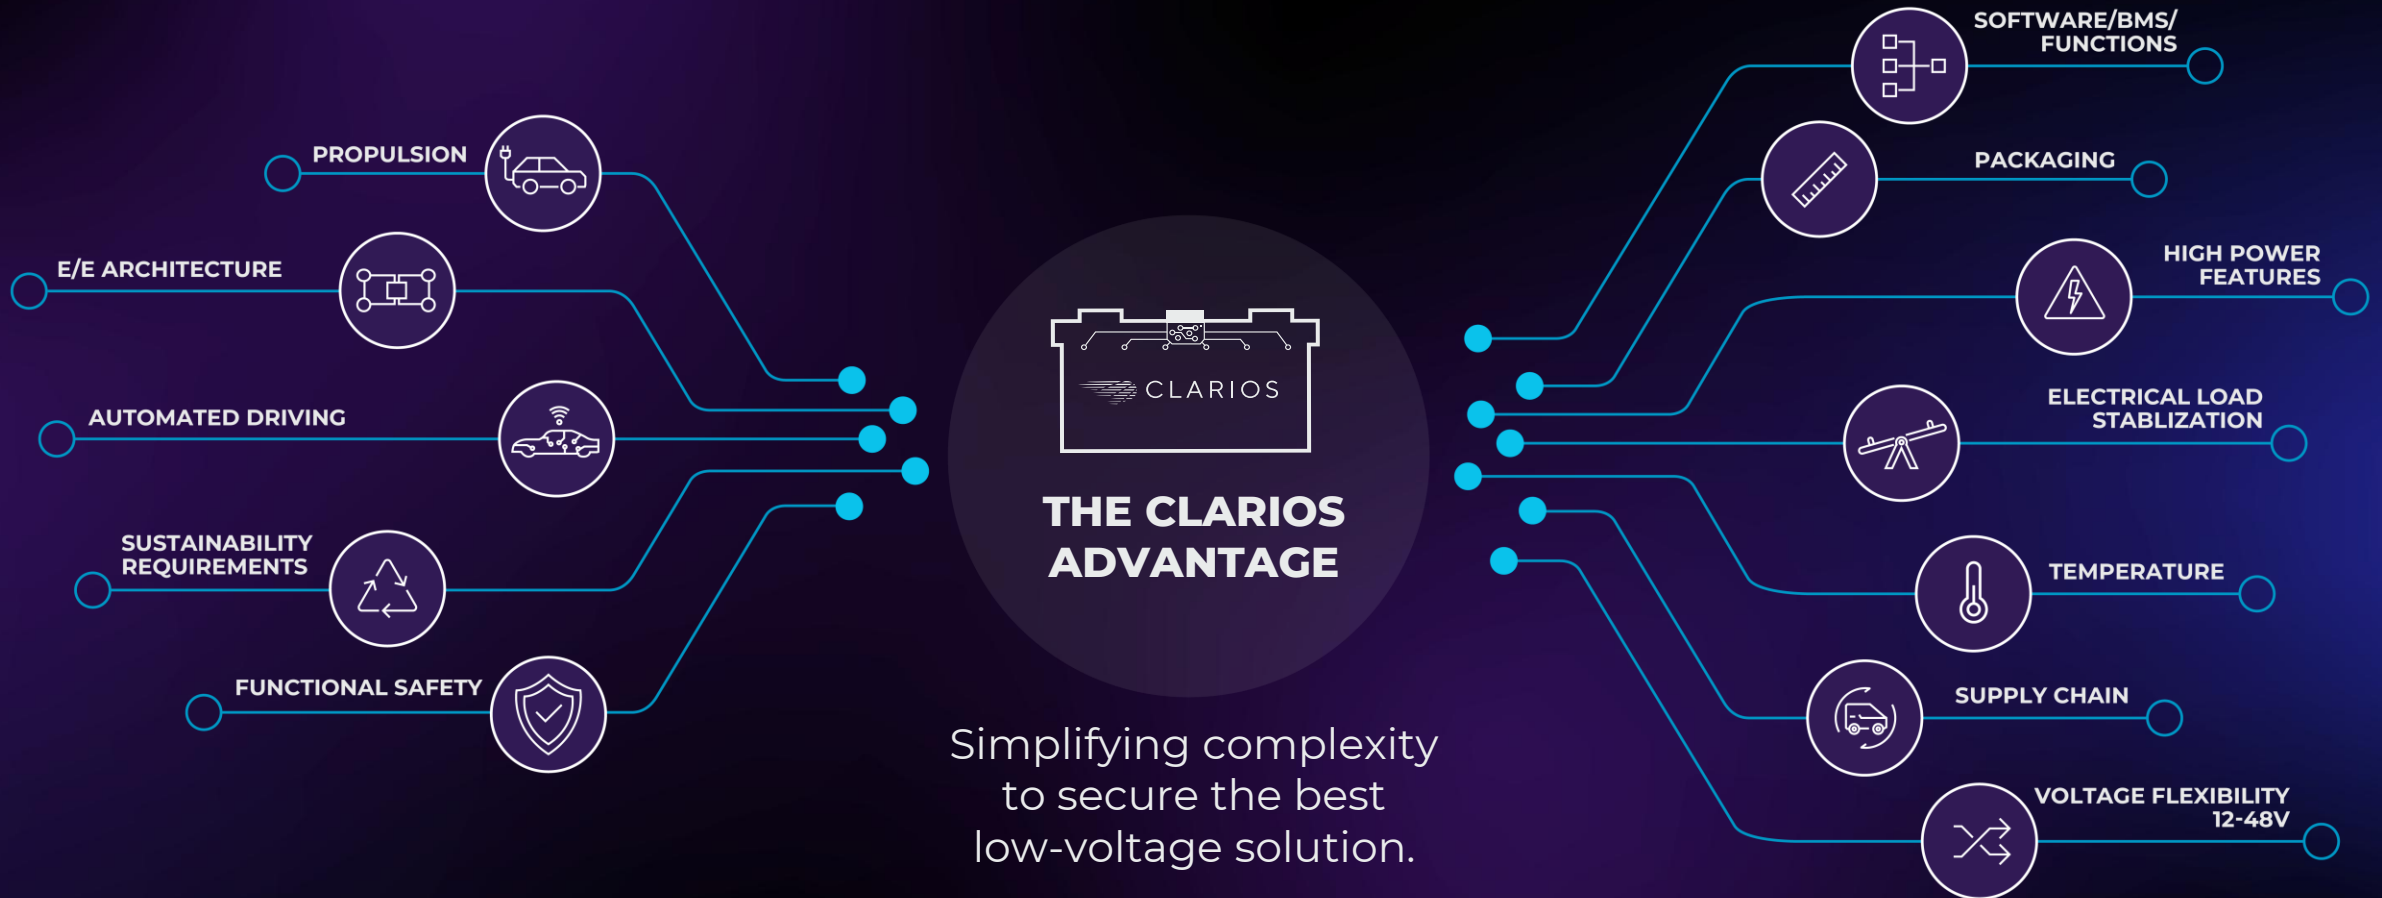 PROPULSION
E/E ARCHITECTURE
AUTOMATED DRIVING
SUSTAINABILITY
REQUIREMENTS
FUNCTIONAL SAFETY
CLARIOS
THE CLARIOS
ADVANTAGE
Simplifying complexity
to secure the best
low-voltage solution.
SOFTWARE/BMS/
FUNCTIONS
PACKAGING
HIGH POWER
FEATURES
ELECTRICAL LOAD
STABLIZATION
TEMPERATURE
SUPPLY CHAIN
VOLTAGE FLEXIBILITY
12-48V